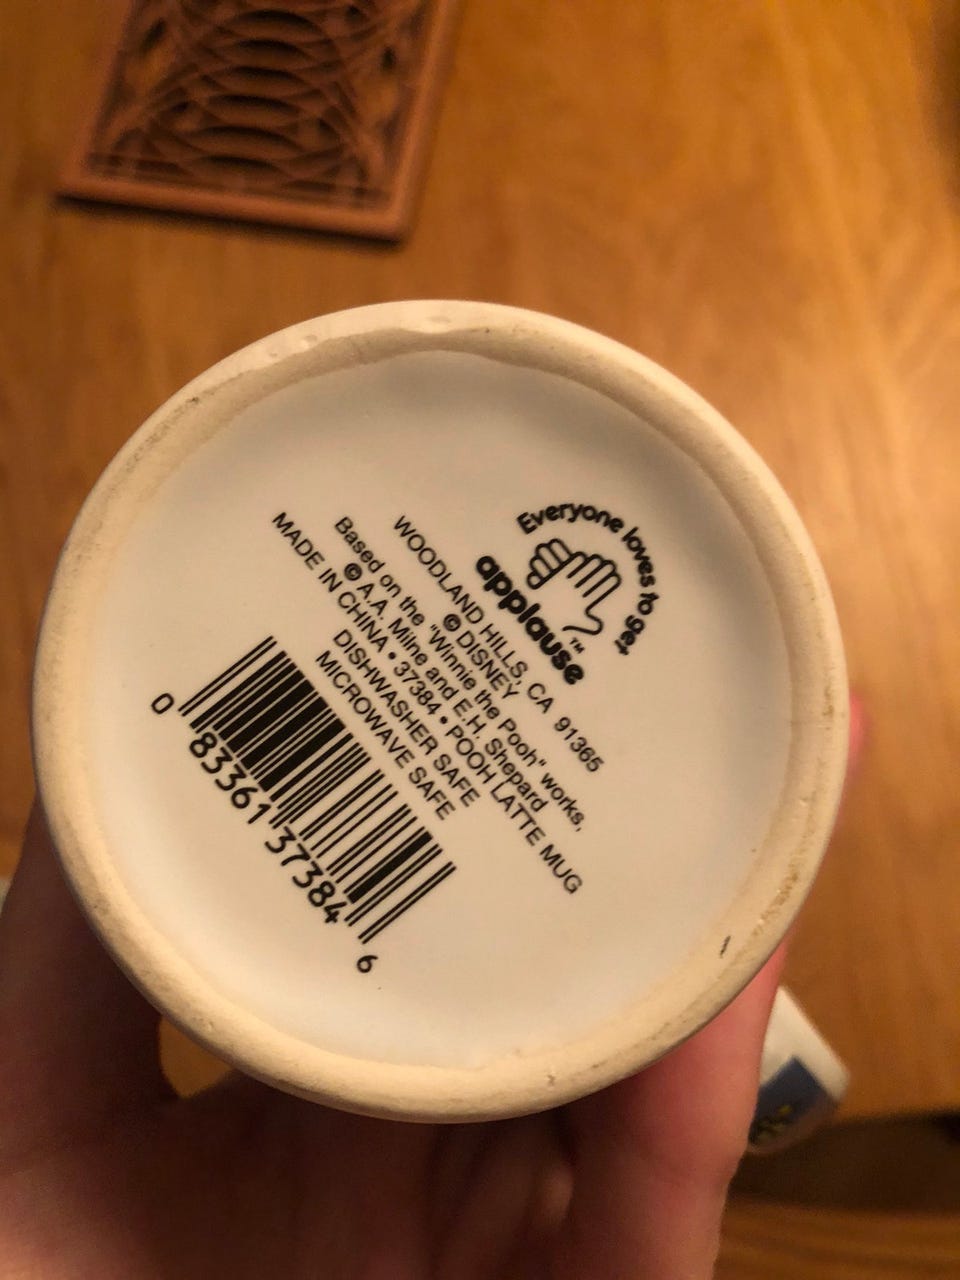 Everyone loves to get
applause™
WOODLAND HILLS, CA 91365
© DISNEY
Based on the "Winnie the Pooh" works,
© A.A. Milne and E.H. Shepard
MADE IN CHINA • 37384 • POOH LATTE MUG
DISHWASHER SAFE
MICROWAVE SAFE
0 83361 37384 6